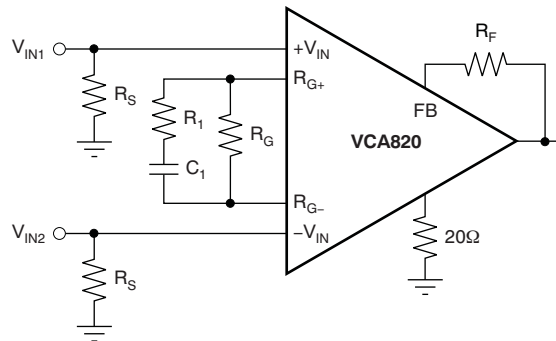 V_IN1
+V_IN
R_F
R_S
R_G+
R_1
R_G
FB
VCA820
C_1
R_G−
V_IN2
−V_IN
20Ω
R_S